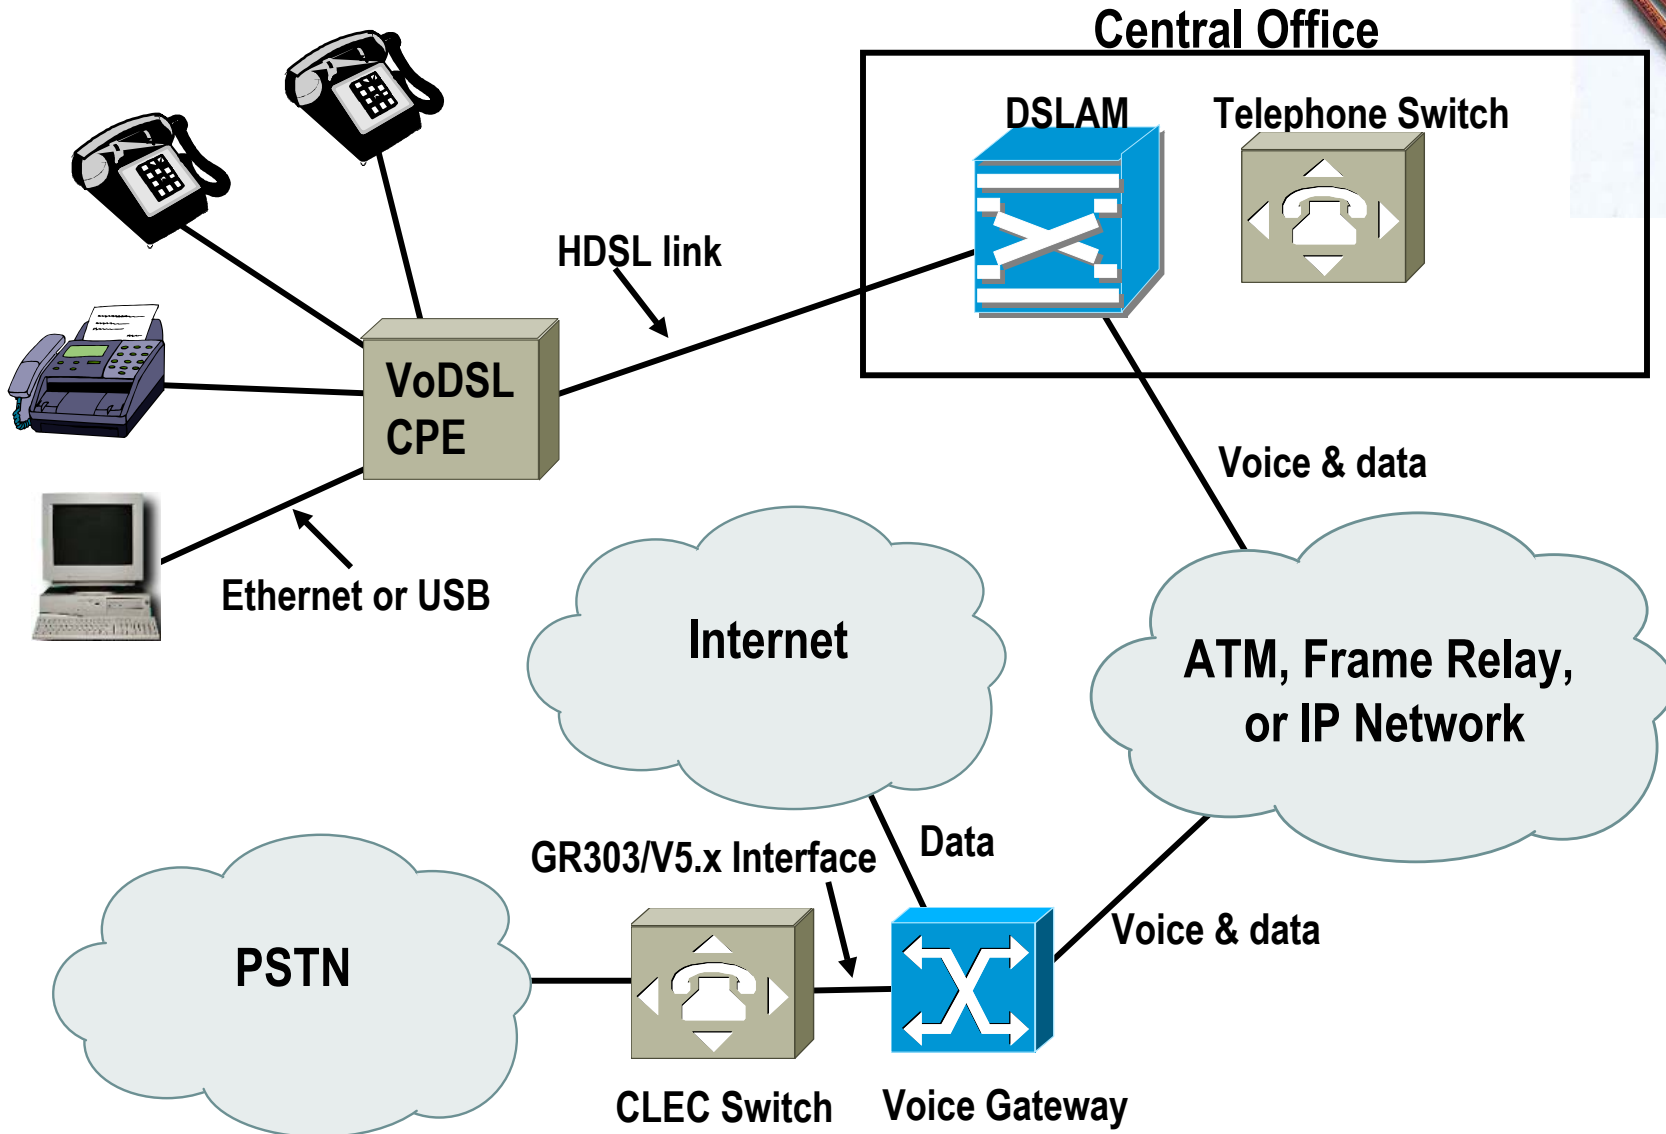 Central Office
DSLAM
Telephone Switch
HDSL link
VoDSL
CPE
Voice & data
Ethernet or USB
Internet
ATM, Frame Relay,
or IP Network
GR303/V5.x Interface
Data
Voice & data
PSTN
CLEC Switch
Voice Gateway